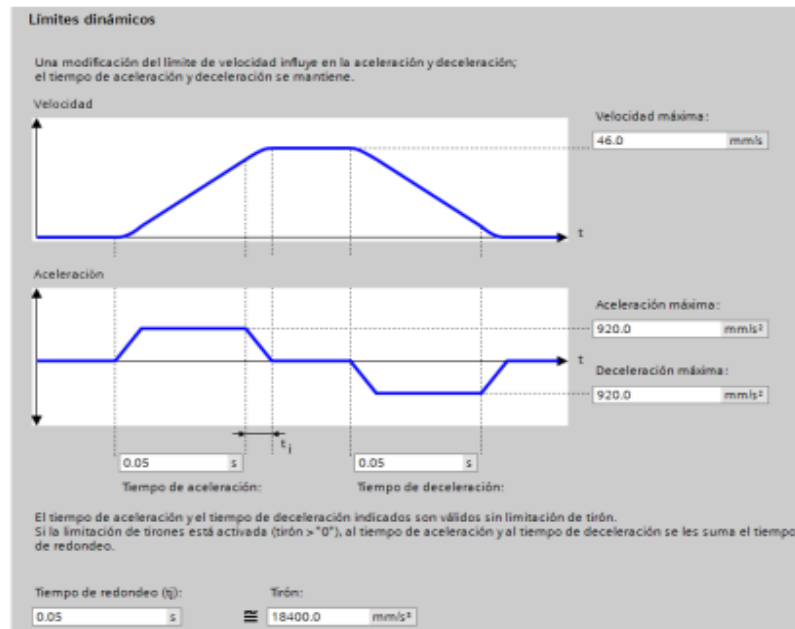 Límites dinámicos
Una modificación del límite de velocidad influye en la aceleración y deceleración;
el tiempo de aceleración y deceleración se mantiene.
Velocidad
Velocidad máxima:
46.0 mm/s
t
Aceleración
Aceleración máxima:
920.0 mm/s²
t
Deceleración máxima:
920.0 mm/s²
tj
0.05 s 0.05 s
Tiempo de aceleración: Tiempo de deceleración:
El tiempo de aceleración y el tiempo de deceleración indicados son válidos sin limitación de tirón.
Si la limitación de tirones está activada (tirón > "0"), al tiempo de aceleración y al tiempo de deceleración se les suma el tiempo
de redondeo.
Tiempo de redondeo (tj): Tirón:
0.05 s ≅ 18400.0 mm/s³